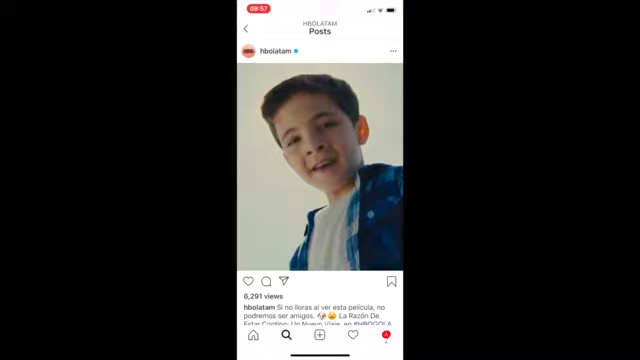 09:57
HBOLATAM
Posts
hbolatam
6,291 views
hbolatam Si no lloras al ver esta película, no
podremos ser amigos. La Razón De
Estar Contigo: Un Nuevo Viaje, en #HBOGOLA